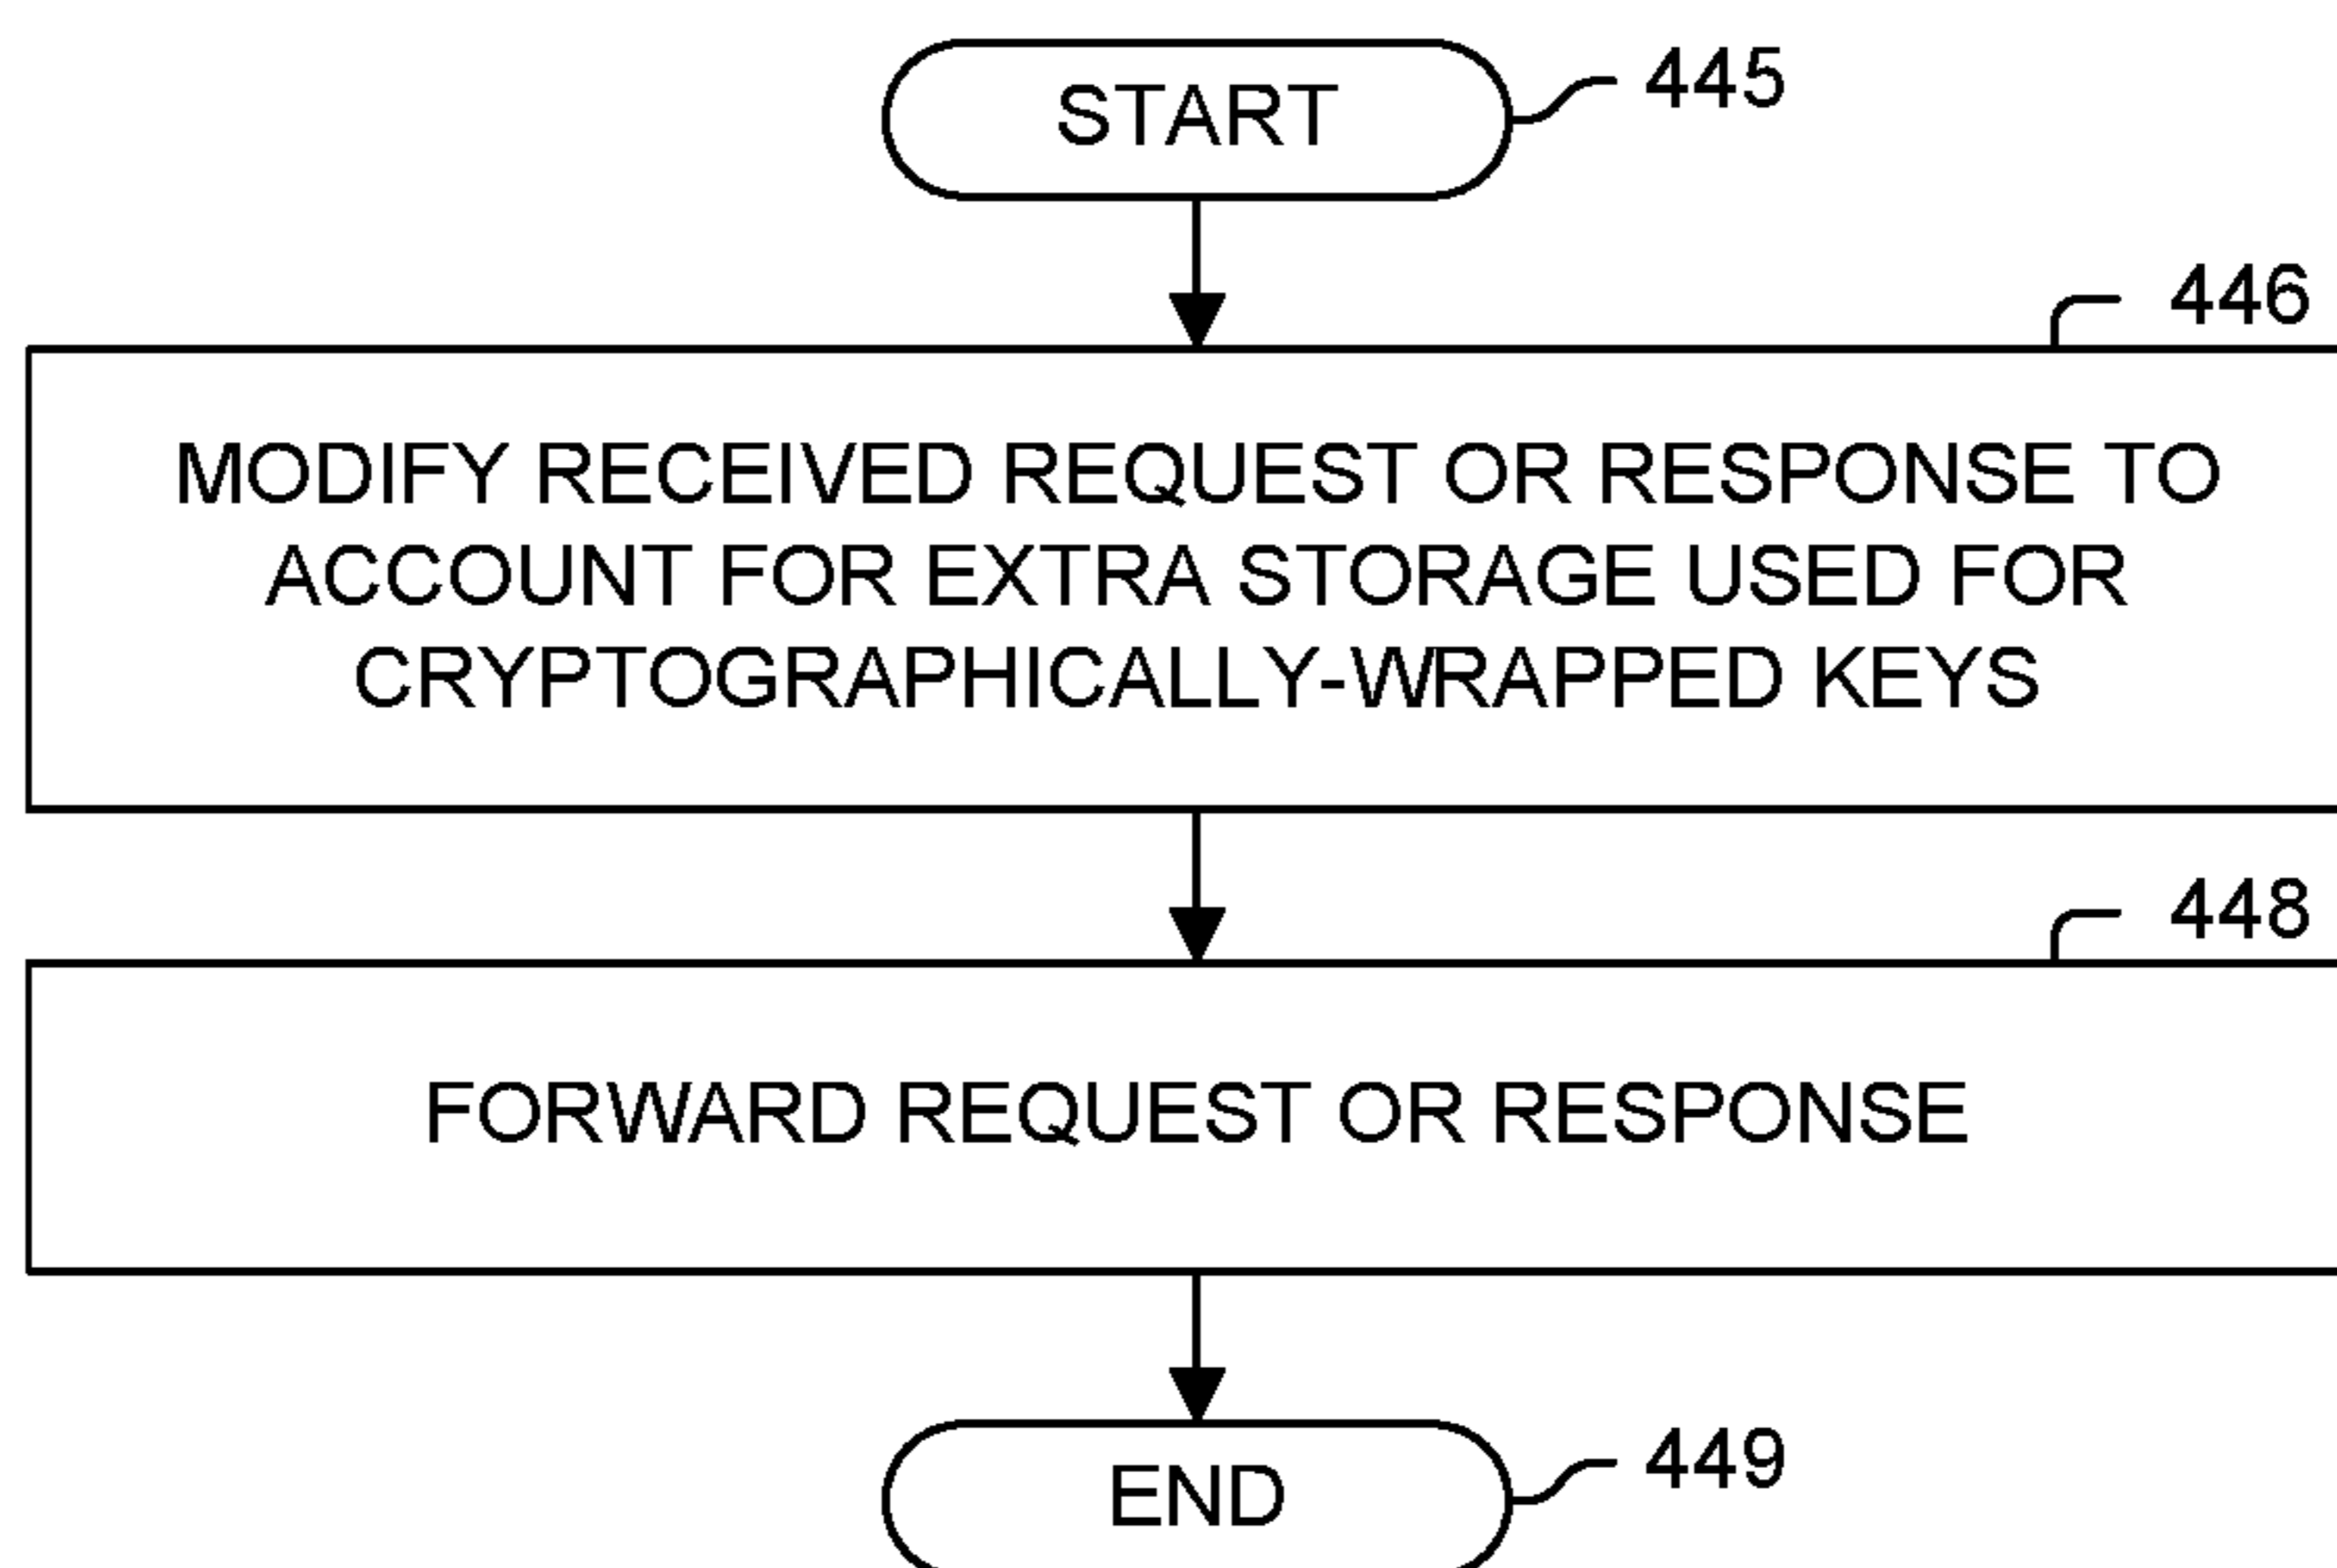 START
445
446
MODIFY RECEIVED REQUEST OR RESPONSE TO
ACCOUNT FOR EXTRA STORAGE USED FOR
CRYPTOGRAPHICALLY-WRAPPED KEYS
448
FORWARD REQUEST OR RESPONSE
END
449